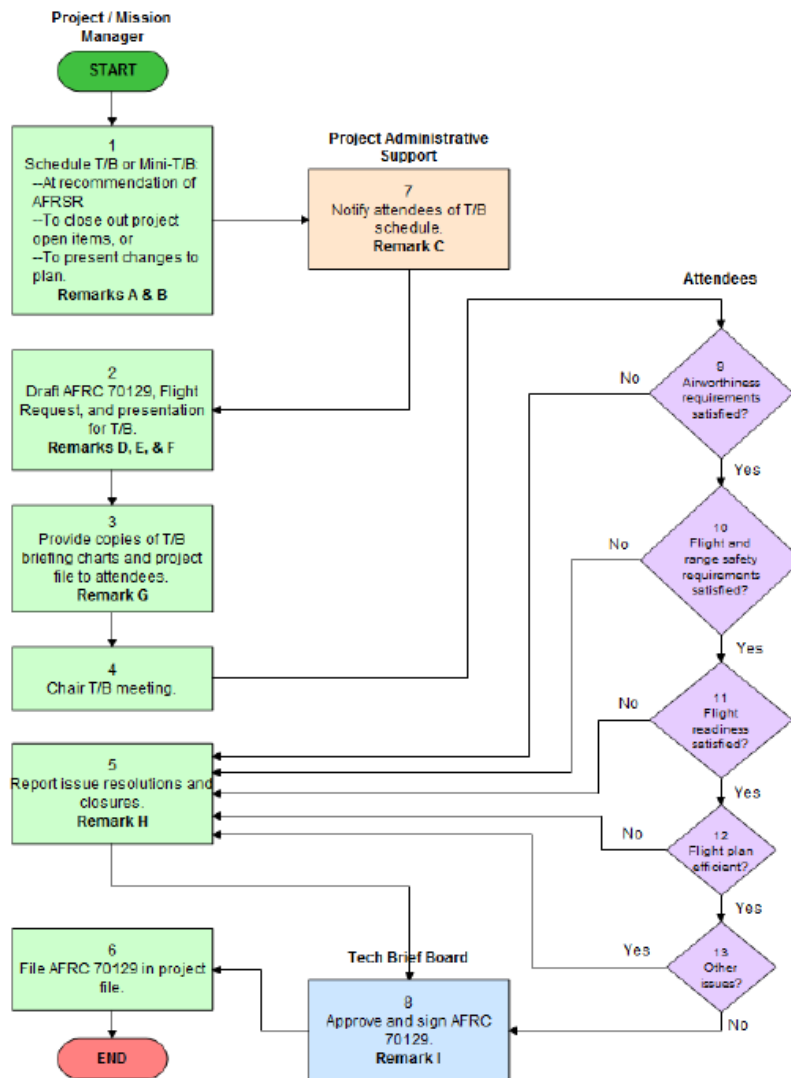 Project / Mission
Manager
START
1
Schedule T/B or Mini-T/B:
--At recommendation of
AFRSR
--To close out project
open items, or
--To present changes to
plan.
Remarks A & B
Project Administrative
Support
7
Notify attendees of T/B
schedule.
Remark C
2
Draft AFRC 70129, Flight
Request, and presentation
for T/B.
Remarks D, E, & F
3
Provide copies of T/B
briefing charts and project
file to attendees.
Remark G
4
Chair T/B meeting.
Attendees
9
Airworthiness
requirements
satisfied?
No
Yes
10
Flight and
range safety
requirements
satisfied?
No
Yes
11
Flight
readiness
satisfied?
No
Yes
12
Flight plan
efficient?
No
Yes
13
Other
issues?
Yes
No
5
Report issue resolutions and
closures.
Remark H
Tech Brief Board
8
Approve and sign AFRC
70129.
Remark I
6
File AFRC 70129 in project
file.
END